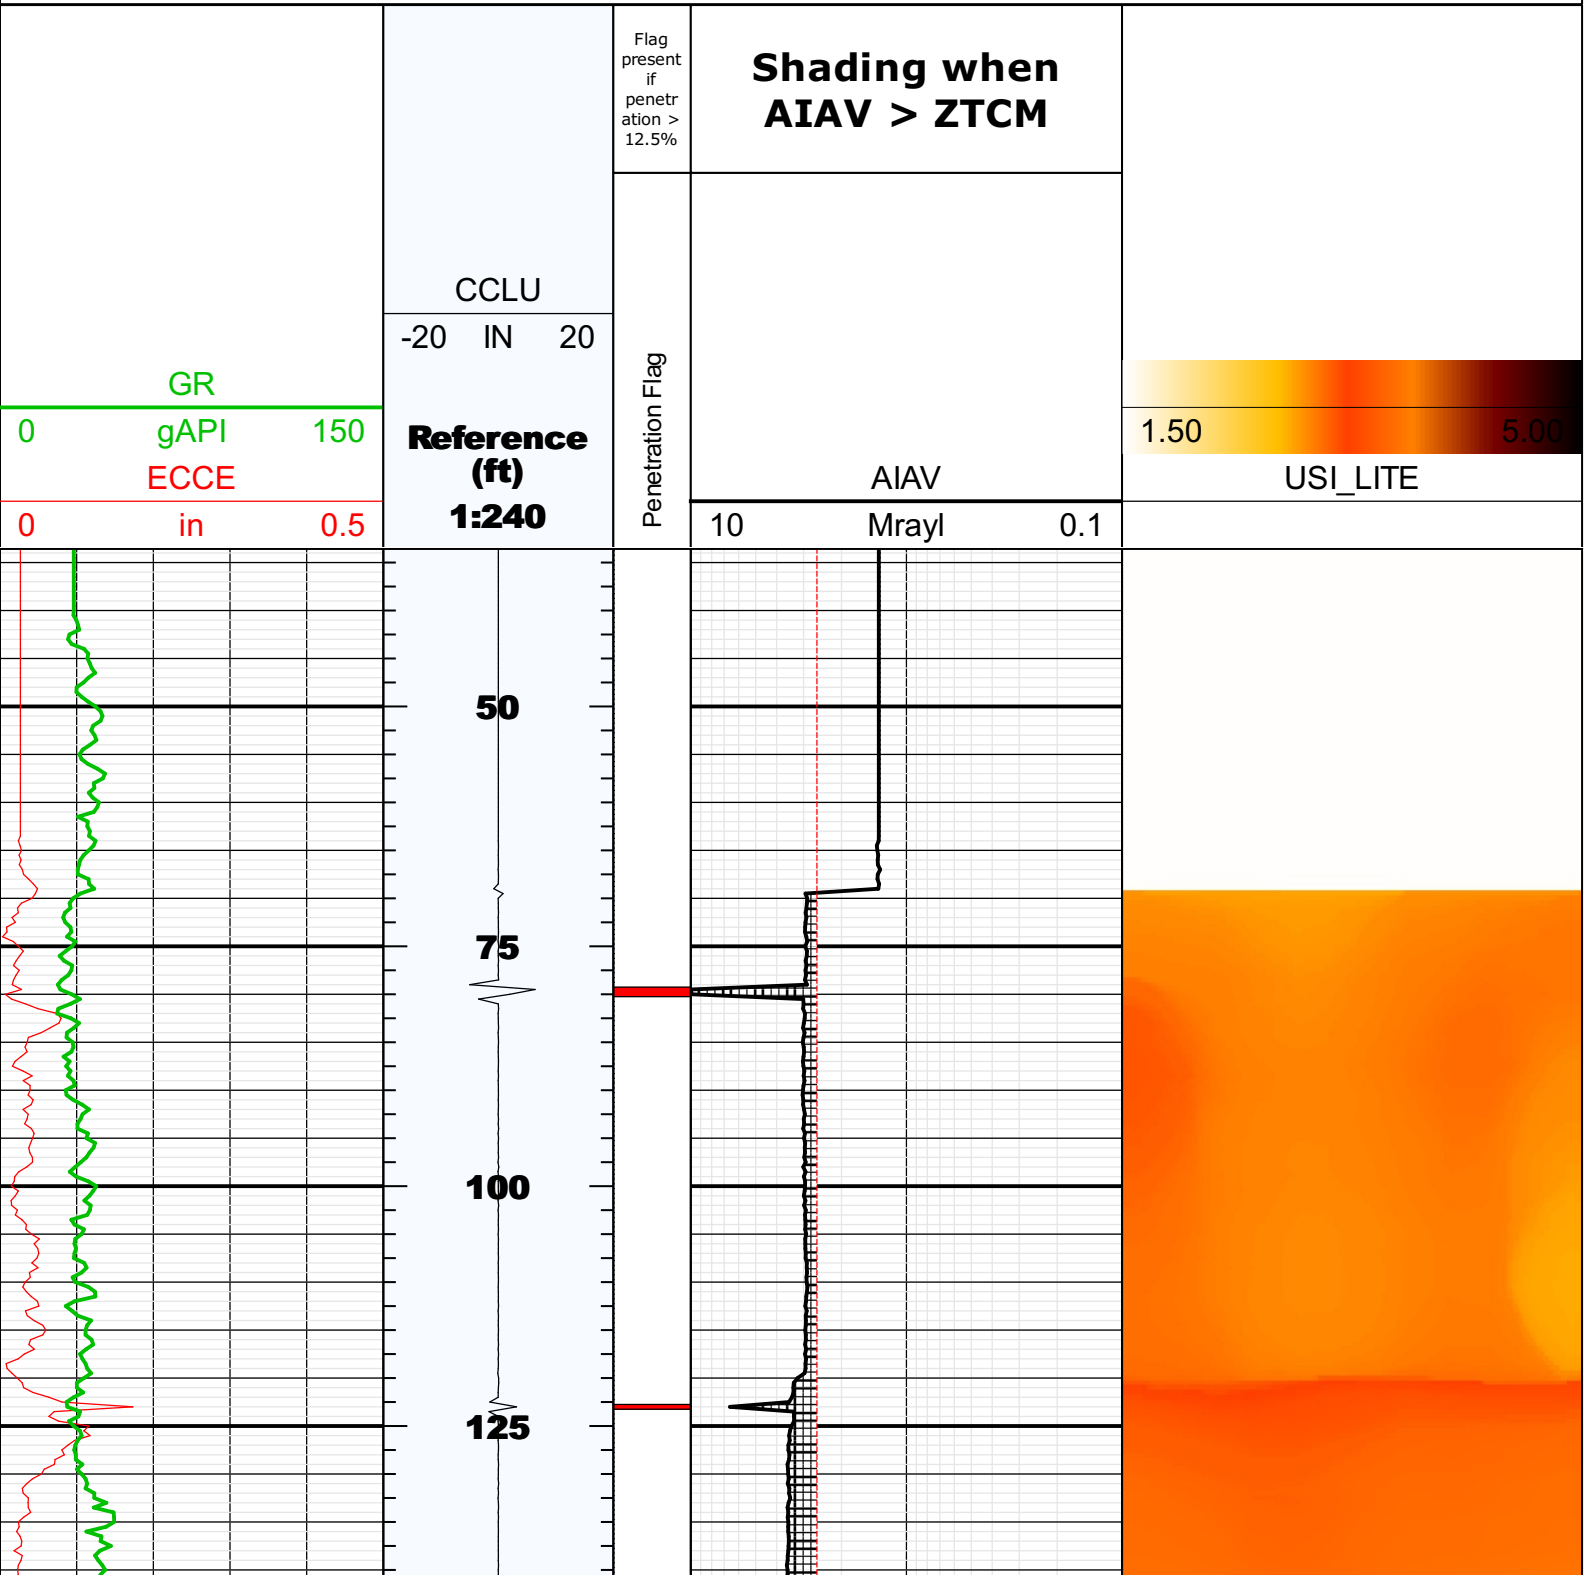 Flag
present
if
penetr
ation >
12.5%
Shading when
AIAV > ZTCM
CCLU
-20 IN 20
GR
0 gAPI 150
ECCE
0 in 0.5
Reference
(ft)
1:240
Penetration Flag
AIAV
10 Mrayl 0.1
1.50 5.00
USI_LITE
50
75
100
125